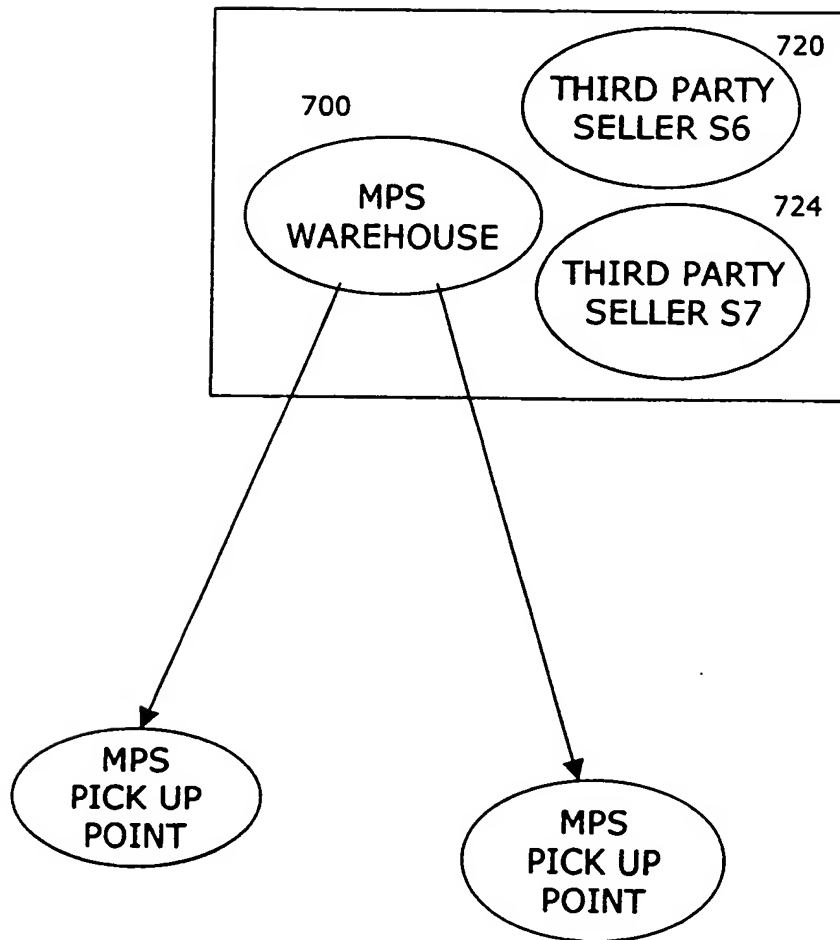 720
THIRD PARTY
SELLER S6
700
MPS
WAREHOUSE
724
THIRD PARTY
SELLER S7
MPS
PICK UP
POINT
MPS
PICK UP
POINT